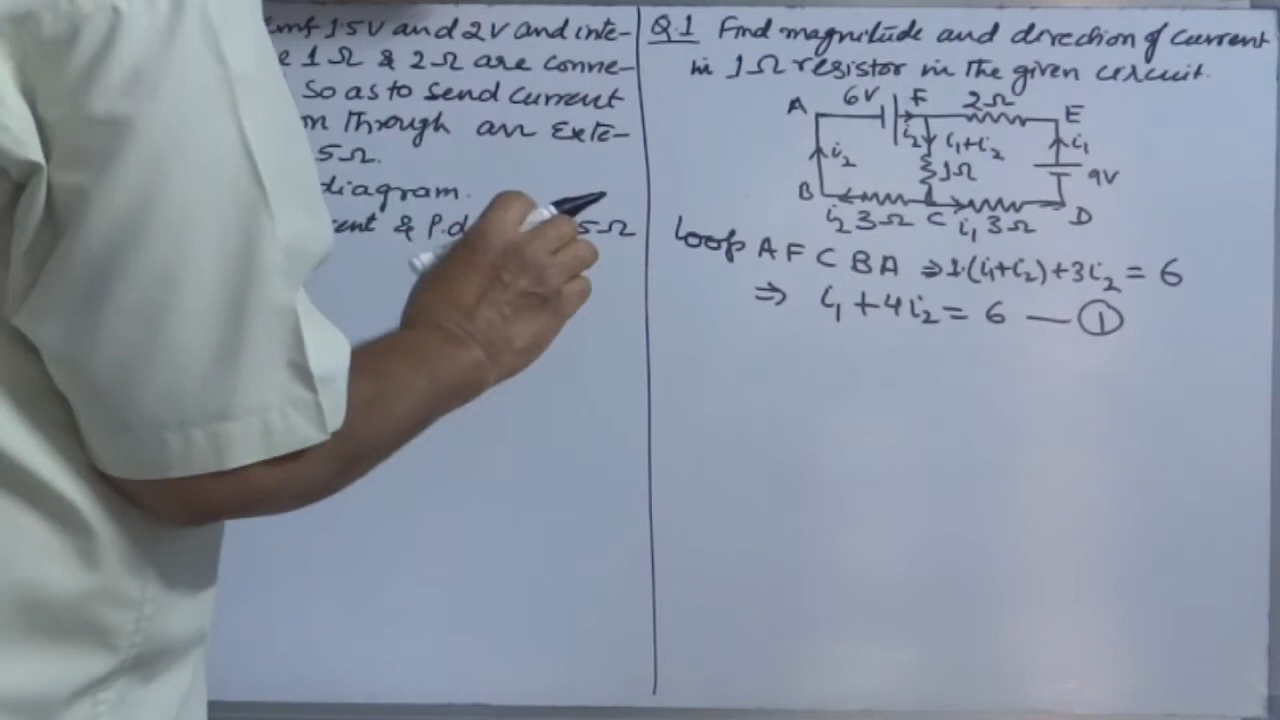 emf 1.5V and 2V and inte-
e 1Ω & 2Ω are conne-
So as to send current
n through an Exte-
5Ω.
diagram.
rent & P.d 5Ω
Q.1 Find magnitude and direction of current
in 1Ω resistor in the given circuit.
A 6V F 2Ω E
i2 i1+i2 i1
i2 1Ω 9V
B i2 3Ω C i1 3Ω D
Loop A F C B A ⇒ 1.(i1+i2)+3i2 = 6
⇒ i1+4i2 = 6 — ①